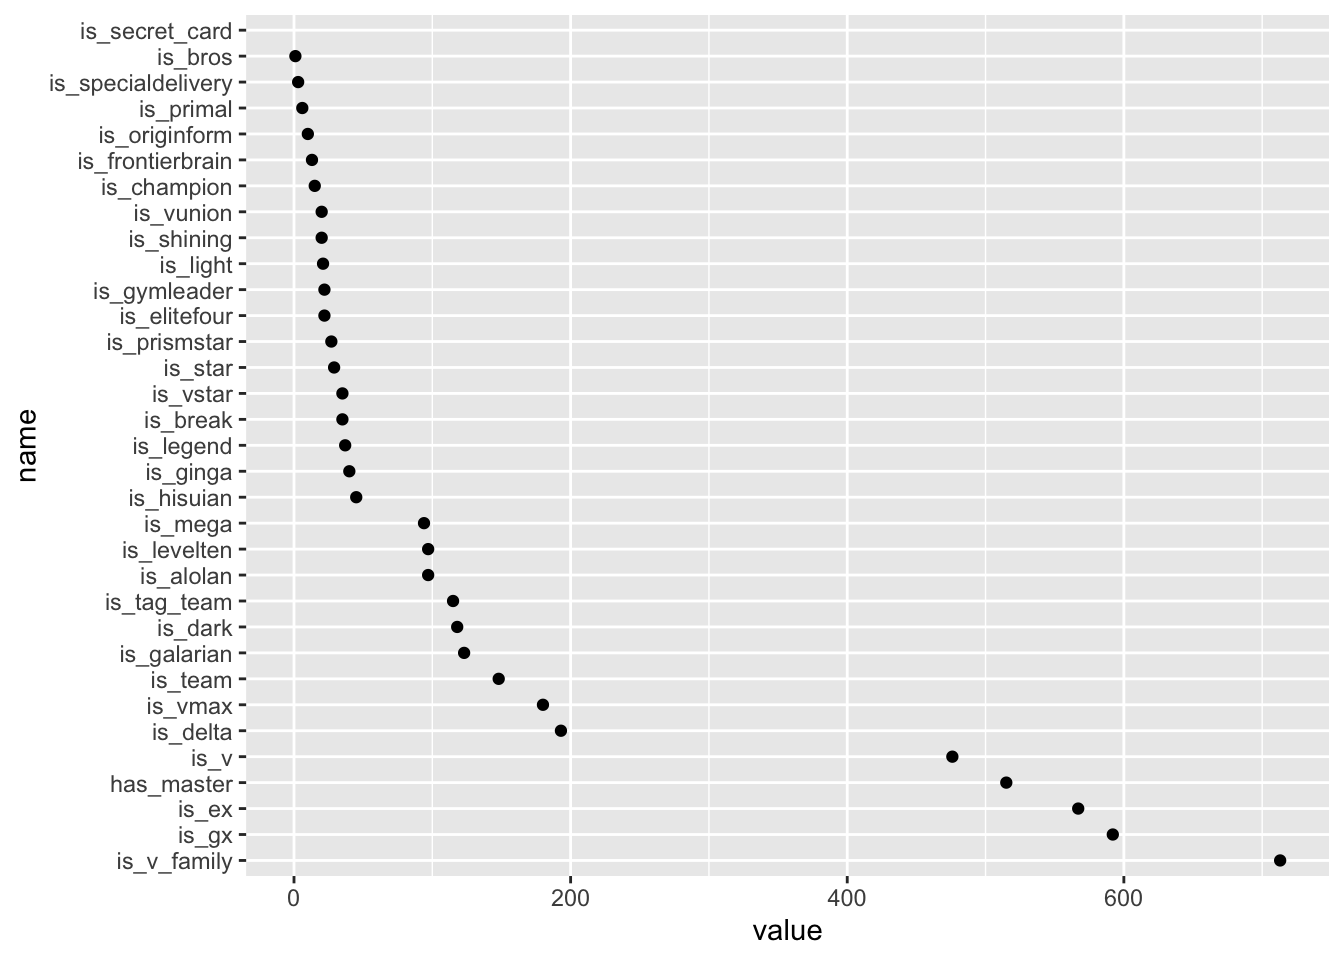 is_secret_card
is_bros
is_specialdelivery
is_primal
is_originform
is_frontierbrain
is_champion
is_vunion
is_shining
is_light
is_gymleader
is_elitefour
is_prismstar
is_star
is_vstar
is_break
is_legend
is_ginga
is_hisuian
is_mega
is_levelten
is_alolan
is_tag_team
is_dark
is_galarian
is_team
is_vmax
is_delta
is_v
has_master
is_ex
is_gx
is_v_family
name
0 200 400 600
value